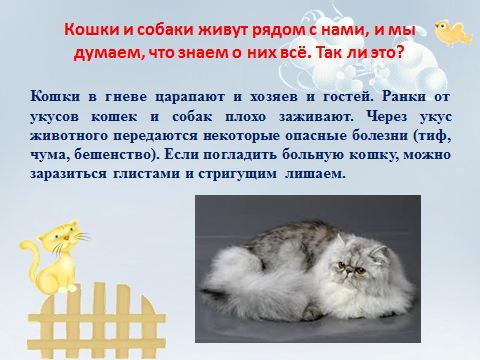 Кошки и собаки живут рядом с нами, и мы
думаем, что знаем о них всё. Так ли это?
Кошки в гневе царапают и хозяев и гостей. Ранки от
укусов кошек и собак плохо заживают. Через укус
животного передаются некоторые опасные болезни (тиф,
чума, бешенство). Если погладить больную кошку, можно
заразиться глистами и стригущим лишаем.